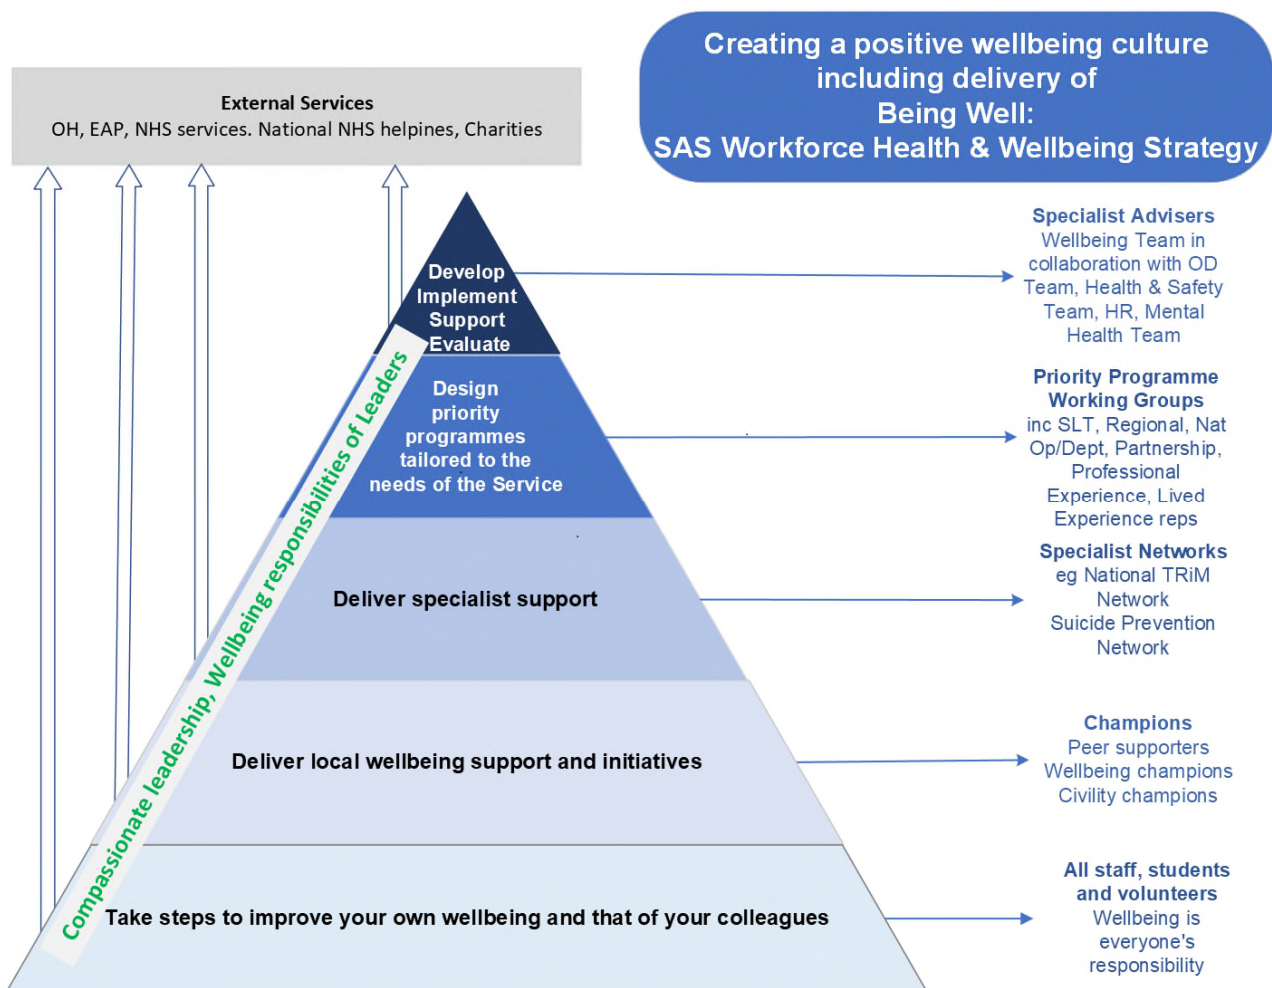 Creating a positive wellbeing culture
including delivery of
Being Well:
SAS Workforce Health & Wellbeing Strategy
External Services
OH, EAP, NHS services. National NHS helpines, Charities
Develop
Implement
Support
Evaluate
Specialist Advisers
Wellbeing Team in
collaboration with OD
Team, Health & Safety
Team, HR, Mental
Health Team
Design
priority
programmes
tailored to the
needs of the Service
Priority Programme
Working Groups
inc SLT, Regional, Nat
Op/Dept, Partnership,
Professional
Experience, Lived
Experience reps
Deliver specialist support
Specialist Networks
eg National TRiM
Network
Suicide Prevention
Network
Deliver local wellbeing support and initiatives
Champions
Peer supporters
Wellbeing champions
Civility champions
Take steps to improve your own wellbeing and that of your colleagues
All staff, students
and volunteers
Wellbeing is
everyone's
responsibility
Compassionate leadership, Wellbeing responsibilities of Leaders